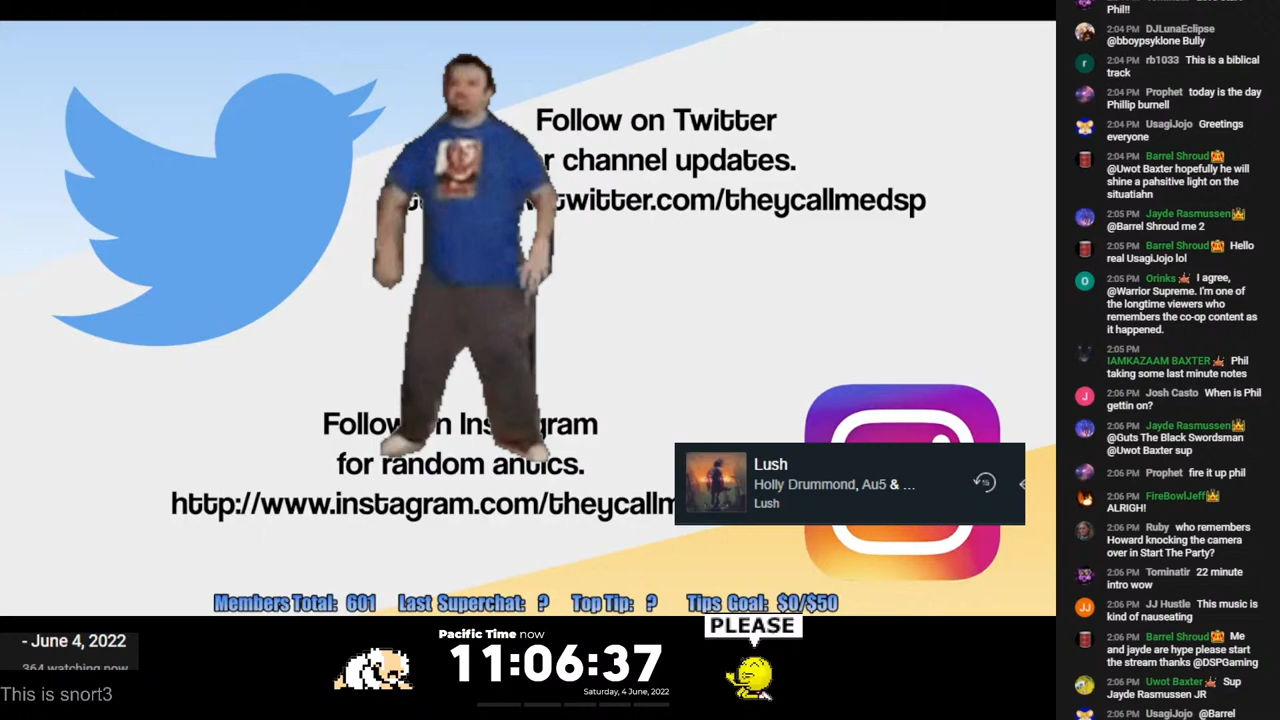 Follow on Twitter
r channel updates.
twitter.com/theycallmedsp
Follow n Ins gram
for random antics.
http://www.instagram.com/theycallm
Lush
Holly Drummond, Au5 & ...
Lush
15
Members Total: 601 Last Superchat: ? Top Tip: ? Tips Goal: $0/$50
- June 4, 2022
364 watching now
This is snort3
Pacific Time now
11:06:37
Saturday, 4 June, 2022
PLEASE
Phil!!
2:04 PM DJLunaEclipse
@bboypsyklone Bully
2:04 PM rb1033 This is a biblical
track
2:04 PM Prophet today is the day
Phillip burnell
2:04 PM UsagiJojo Greetings
everyone
2:04 PM Barrel Shroud
@Uwot Baxter hopefully he will
shine a pahsitive light on the
situatiahn
2:05 PM Jayde Rasmussen
@Barrel Shroud me 2
2:05 PM Barrel Shroud Hello
real UsagiJojo lol
2:05 PM Orinks I agree,
@Warrior Supreme. I'm one of
the longtime viewers who
remembers the co-op content as
it happened.
2:05 PM
IAMKAZAAM BAXTER Phil
taking some last minute notes
2:06 PM Josh Casto When is Phil
gettin on?
2:06 PM Jayde Rasmussen
@Guts The Black Swordsman
@Uwot Baxter sup
2:06 PM Prophet fire it up phil
2:06 PM FireBowlJeff
ALRIGH!
2:06 PM Ruby who remembers
Howard knocking the camera
over in Start The Party?
2:06 PM Tominatir 22 minute
intro wow
2:06 PM JJ Hustle This music is
kind of nauseating
2:06 PM Barrel Shroud Me
and jayde are hype please start
the stream thanks @DSPGaming
2:06 PM Uwot Baxter Sup
Jayde Rasmussen JR
2:06 PM UsagiJojo @Barrel